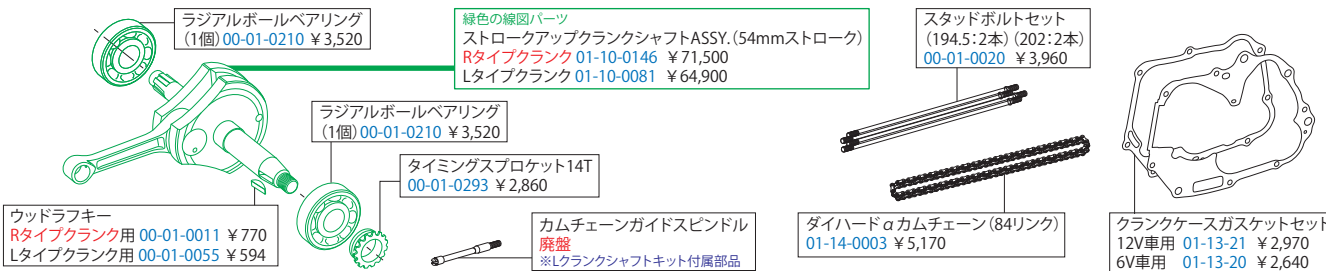 ラジアルボールベアリング
(1個) 00-01-0210 ¥3,520
緑色の線図パーツ
ストロークアップクランクシャフトASSY.(54mmストローク)
Rタイプクランク 01-10-0146 ¥71,500
Lタイプクランク 01-10-0081 ¥64,900
スタッドボルトセット
(194.5:2本) (202:2本)
00-01-0020 ¥3,960
ラジアルボールベアリング
(1個) 00-01-0210 ¥3,520
タイミングスプロケット14T
00-01-0293 ¥2,860
ウッドラフキー
Rタイプクランク用 00-01-0011 ¥770
Lタイプクランク用 00-01-0055 ¥594
カムチェーンガイドスピンドル
廃盤
※Lクランクシャフトキット付属部品
ダイハードαカムチェーン(84リンク)
01-14-0003 ¥5,170
クランクケースガスケットセット
12V車用 01-13-21 ¥2,970
6V車用 01-13-20 ¥2,640